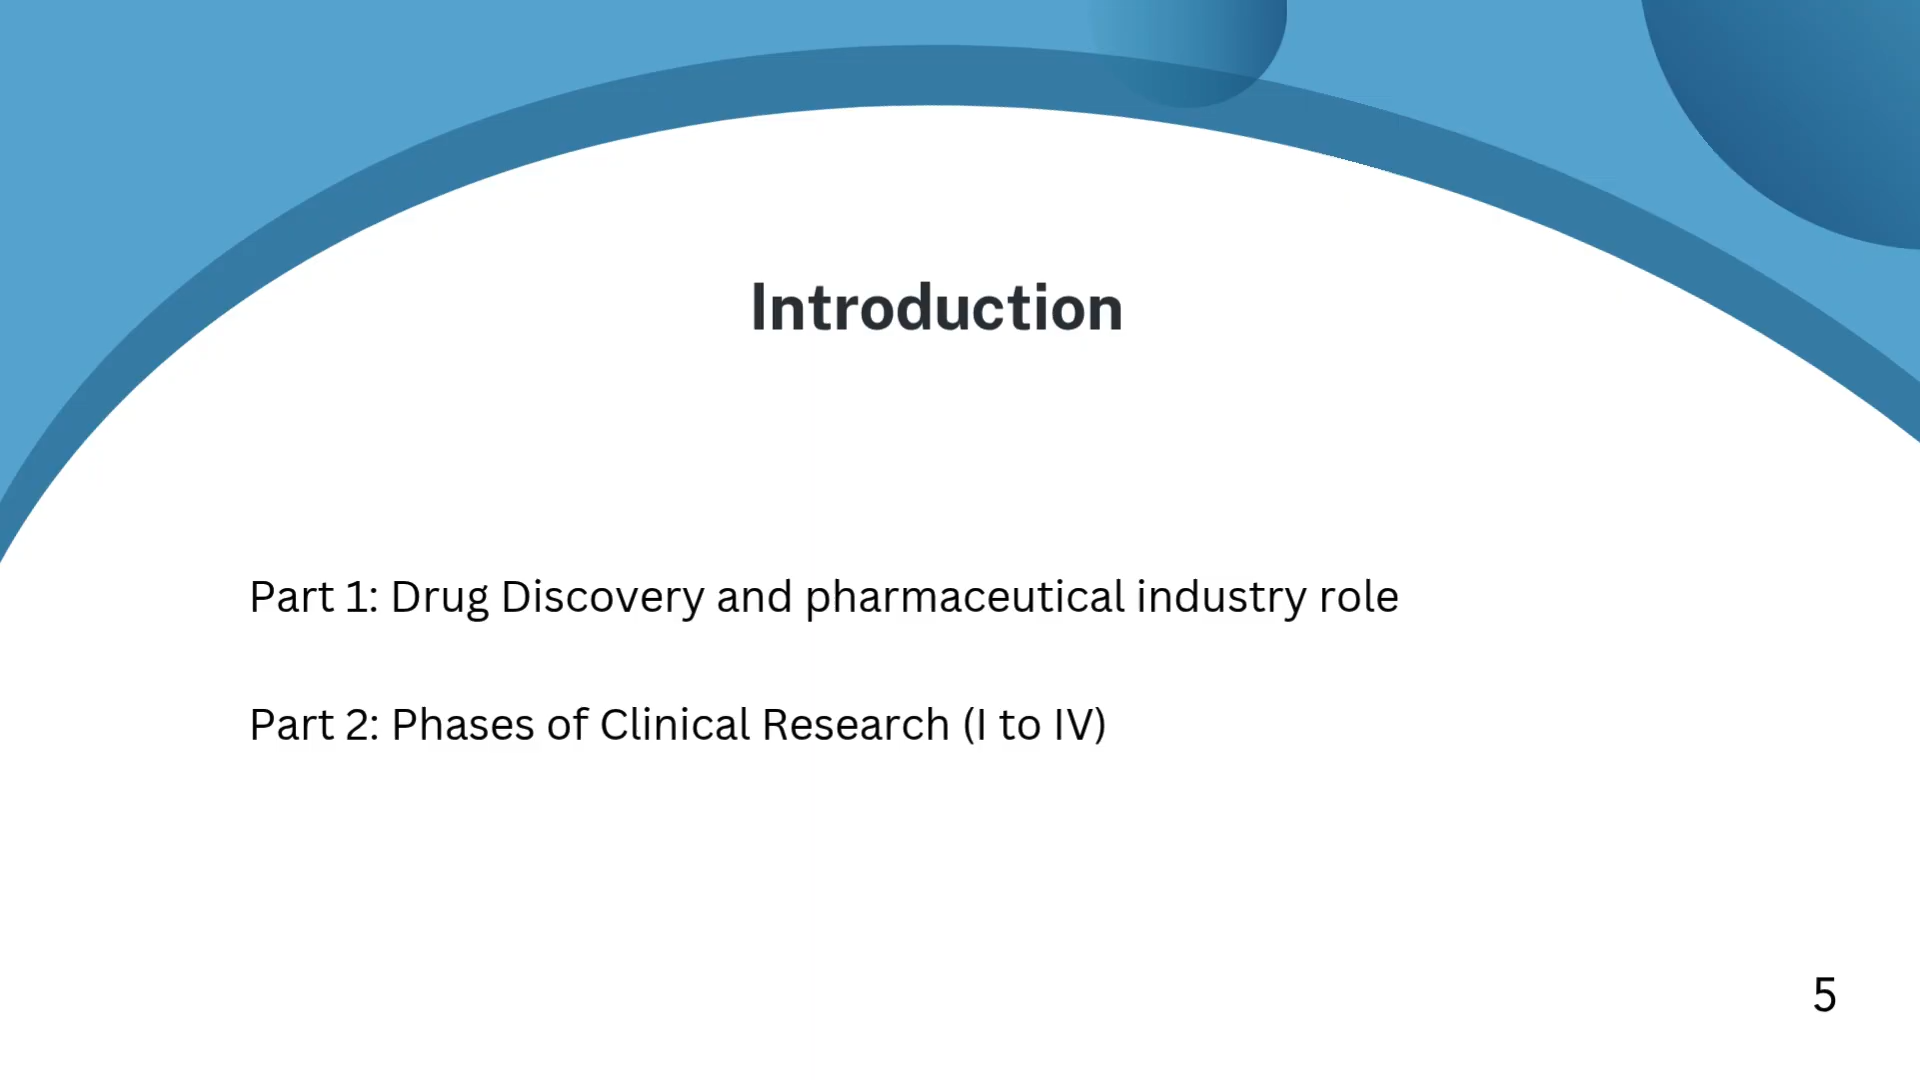 Introduction
Part 1: Drug Discovery and pharmaceutical industry role
Part 2: Phases of Clinical Research (I to IV)
5